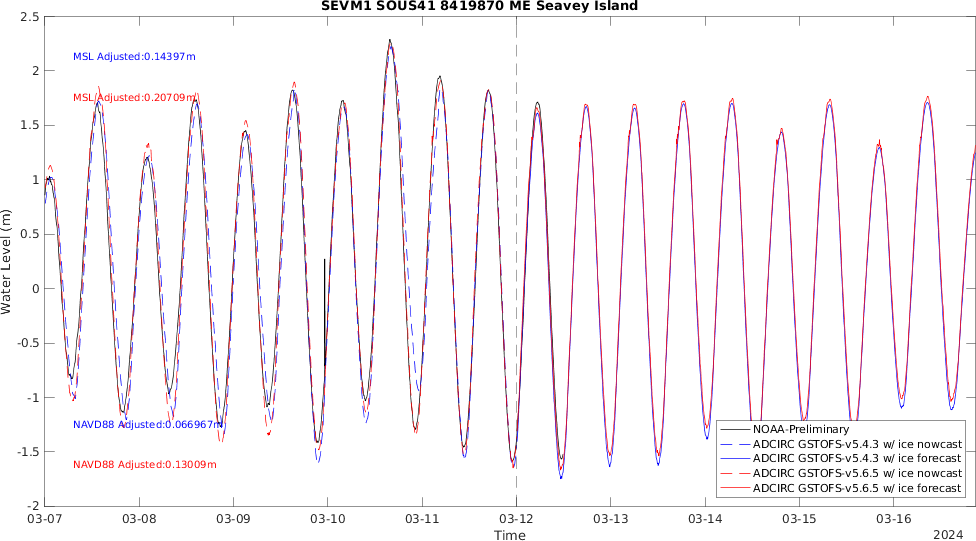 SEVM1 SOUS41 8419870 ME Seavey Island
2.5
2
1.5
1
0.5
0
-0.5
-1
-1.5
-2
Water Level (m)
MSL Adjusted:0.14397m
MSL Adjusted:0.20709m
NAVD88 Adjusted:0.066967m
NAVD88 Adjusted:0.13009m
NOAA-Preliminary
ADCIRC GSTOFS-v5.4.3 w/ ice nowcast
ADCIRC GSTOFS-v5.4.3 w/ ice forecast
ADCIRC GSTOFS-v5.6.5 w/ ice nowcast
ADCIRC GSTOFS-v5.6.5 w/ ice forecast
03-07 03-08 03-09 03-10 03-11 03-12 03-13 03-14 03-15 03-16
Time
2024